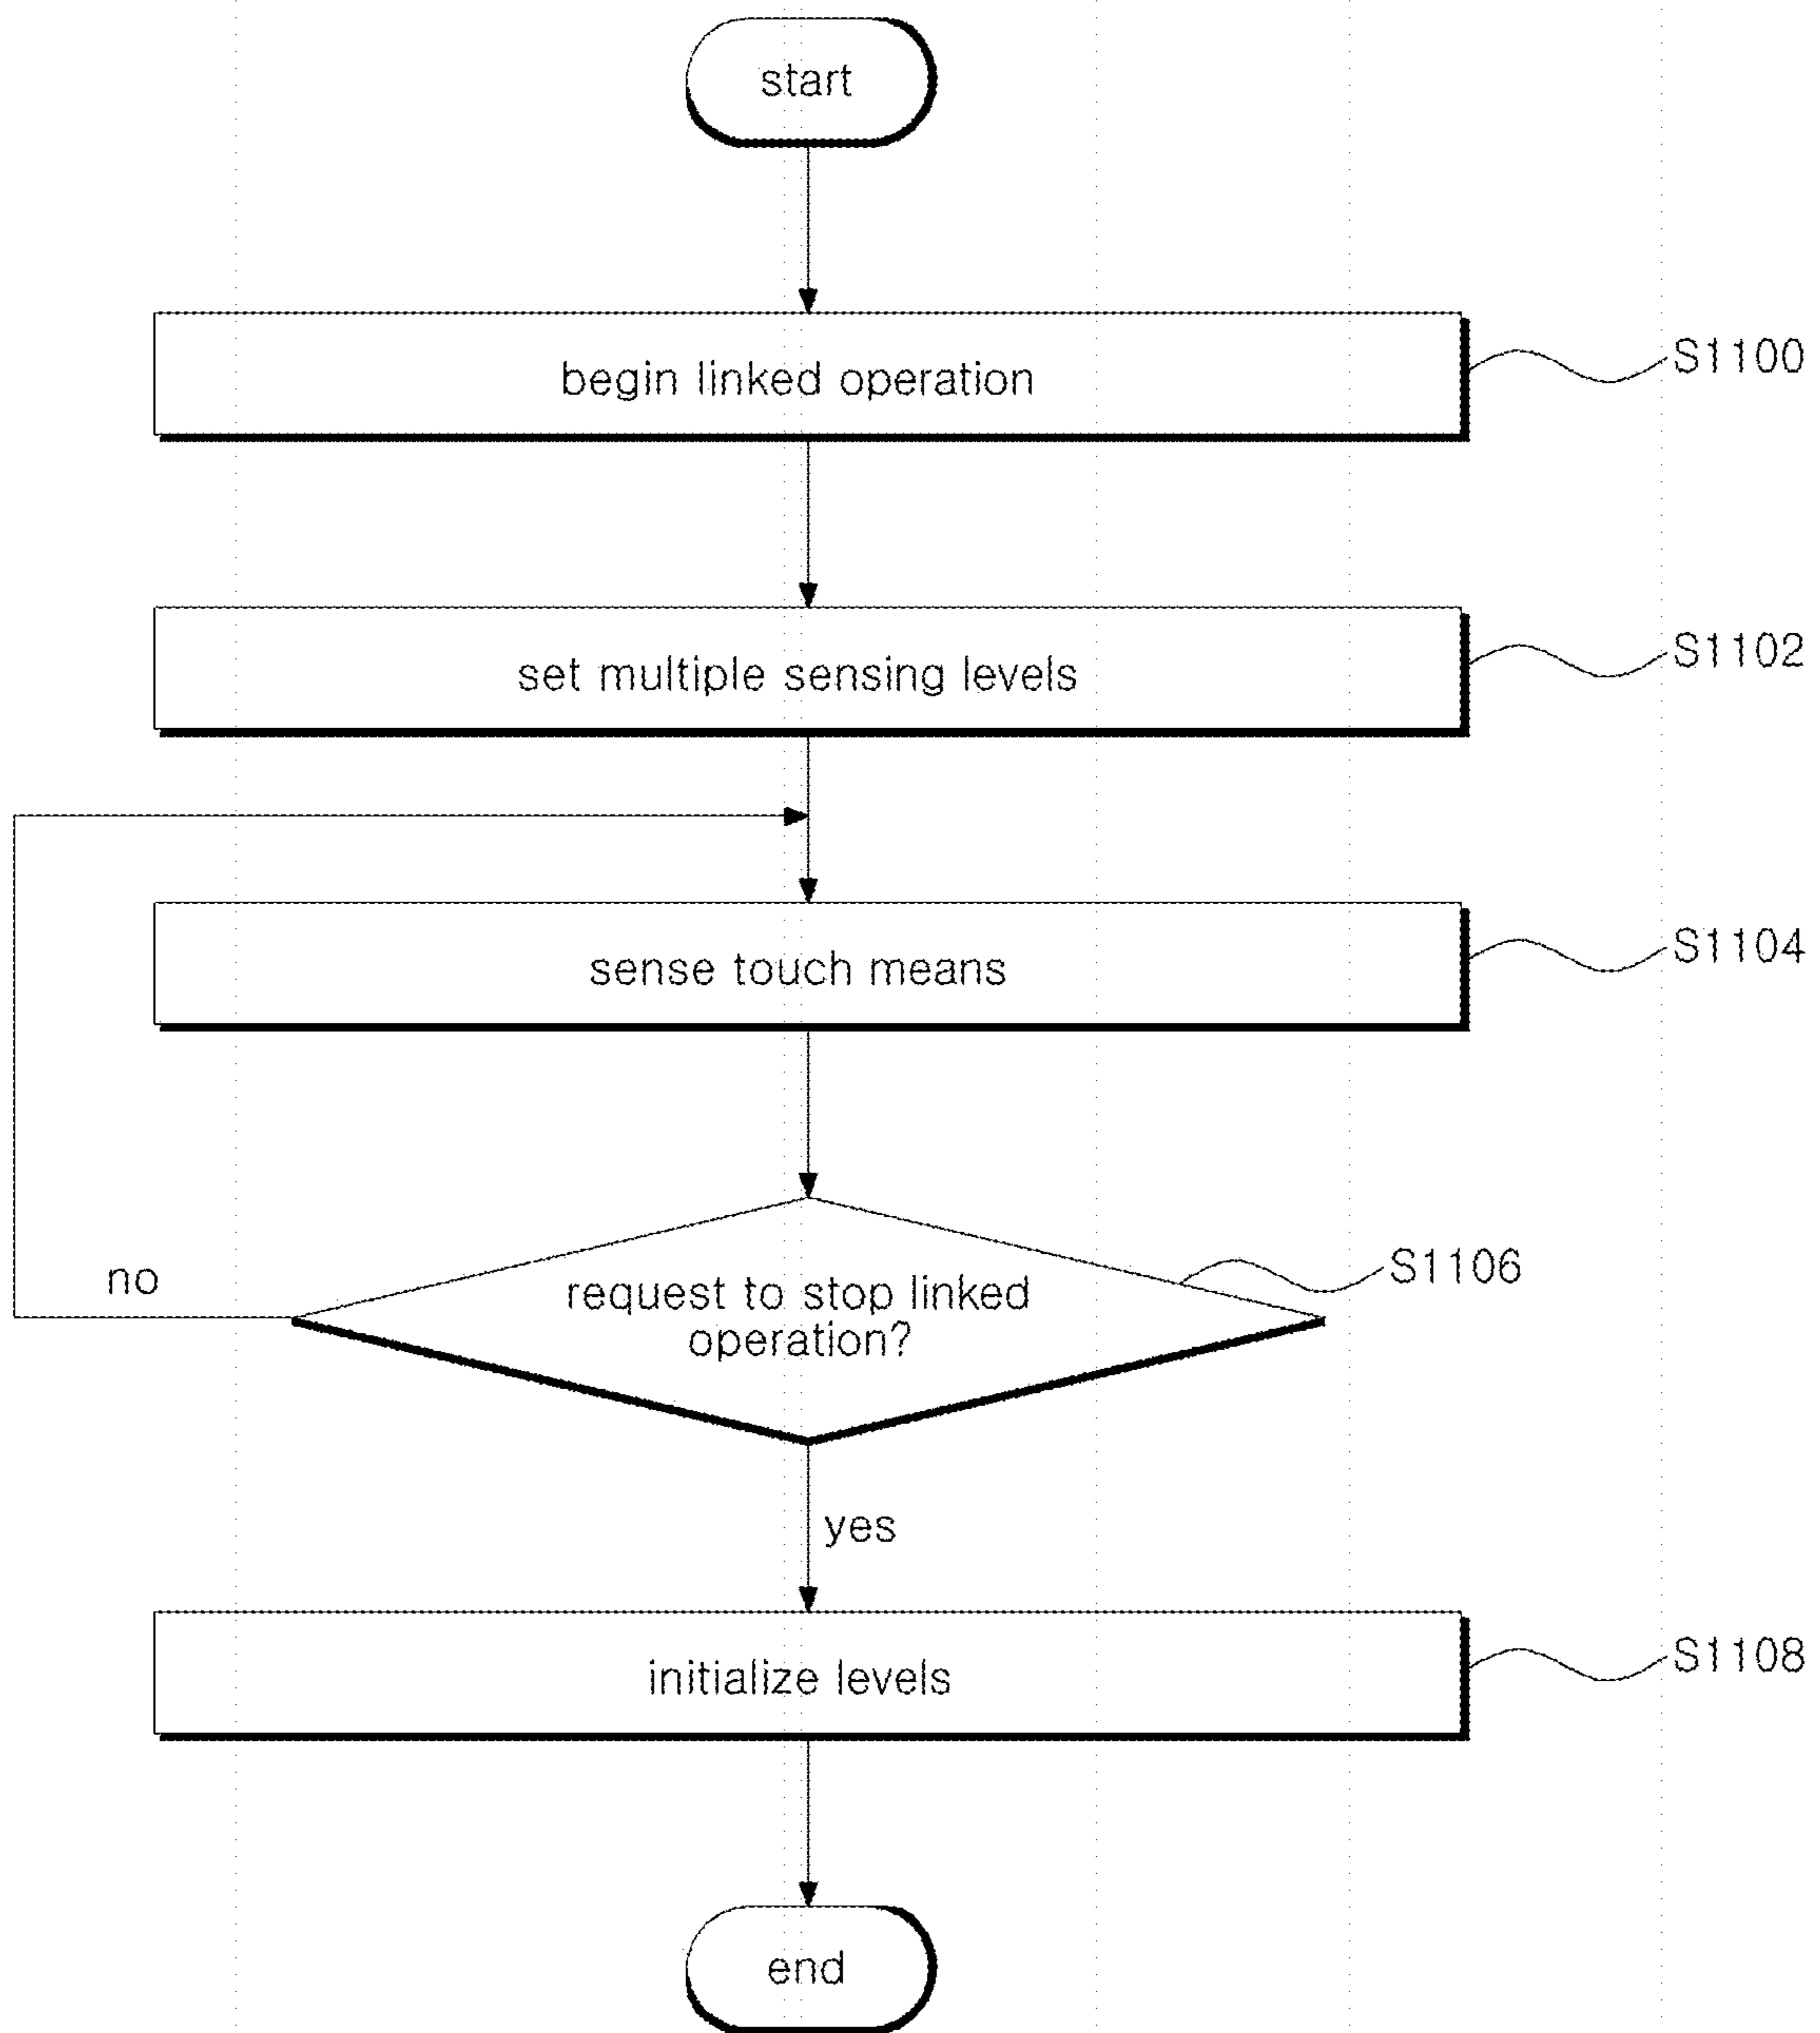 start
begin linked operation
S1100
set multiple sensing levels
S1102
sense touch means
S1104
request to stop linked
operation?
S1106
no
yes
initialize levels
S1108
end